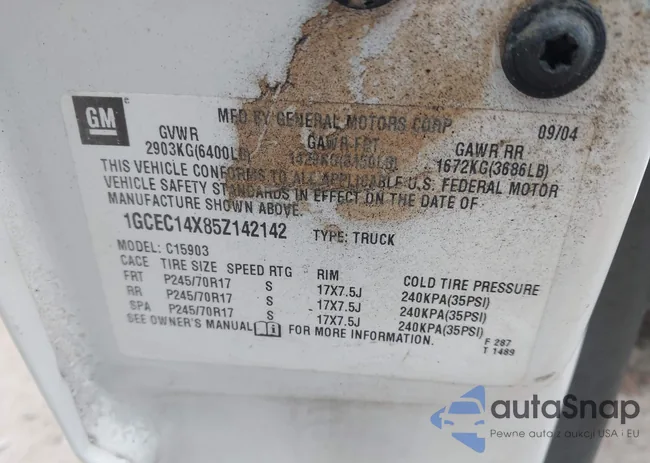 GM
MFD BY GENERAL MOTORS CORP. 09/04
GVWR GAWR FRT GAWR RR
2903KG(6400LB) 1672KG(3686LB)
THIS VEHICLE CONFORMS TO ALL APPLICABLE U.S. FEDERAL MOTOR
VEHICLE SAFETY STANDARDS IN EFFECT ON THE DATE OF
MANUFACTURE SHOWN ABOVE.
1GCEC14X85Z142142 TYPE: TRUCK
MODEL: C15903
CACE TIRE SIZE SPEED RTG RIM COLD TIRE PRESSURE
FRT P245/70R17 S 17X7.5J 240KPA(35PSI)
RR P245/70R17 S 17X7.5J 240KPA(35PSI)
SPA P245/70R17 S 17X7.5J 240KPA(35PSI)
SEE OWNER'S MANUAL FOR MORE INFORMATION.
F 287
T 1489
autaSnap
Pewne auta z aukcji USA i EU